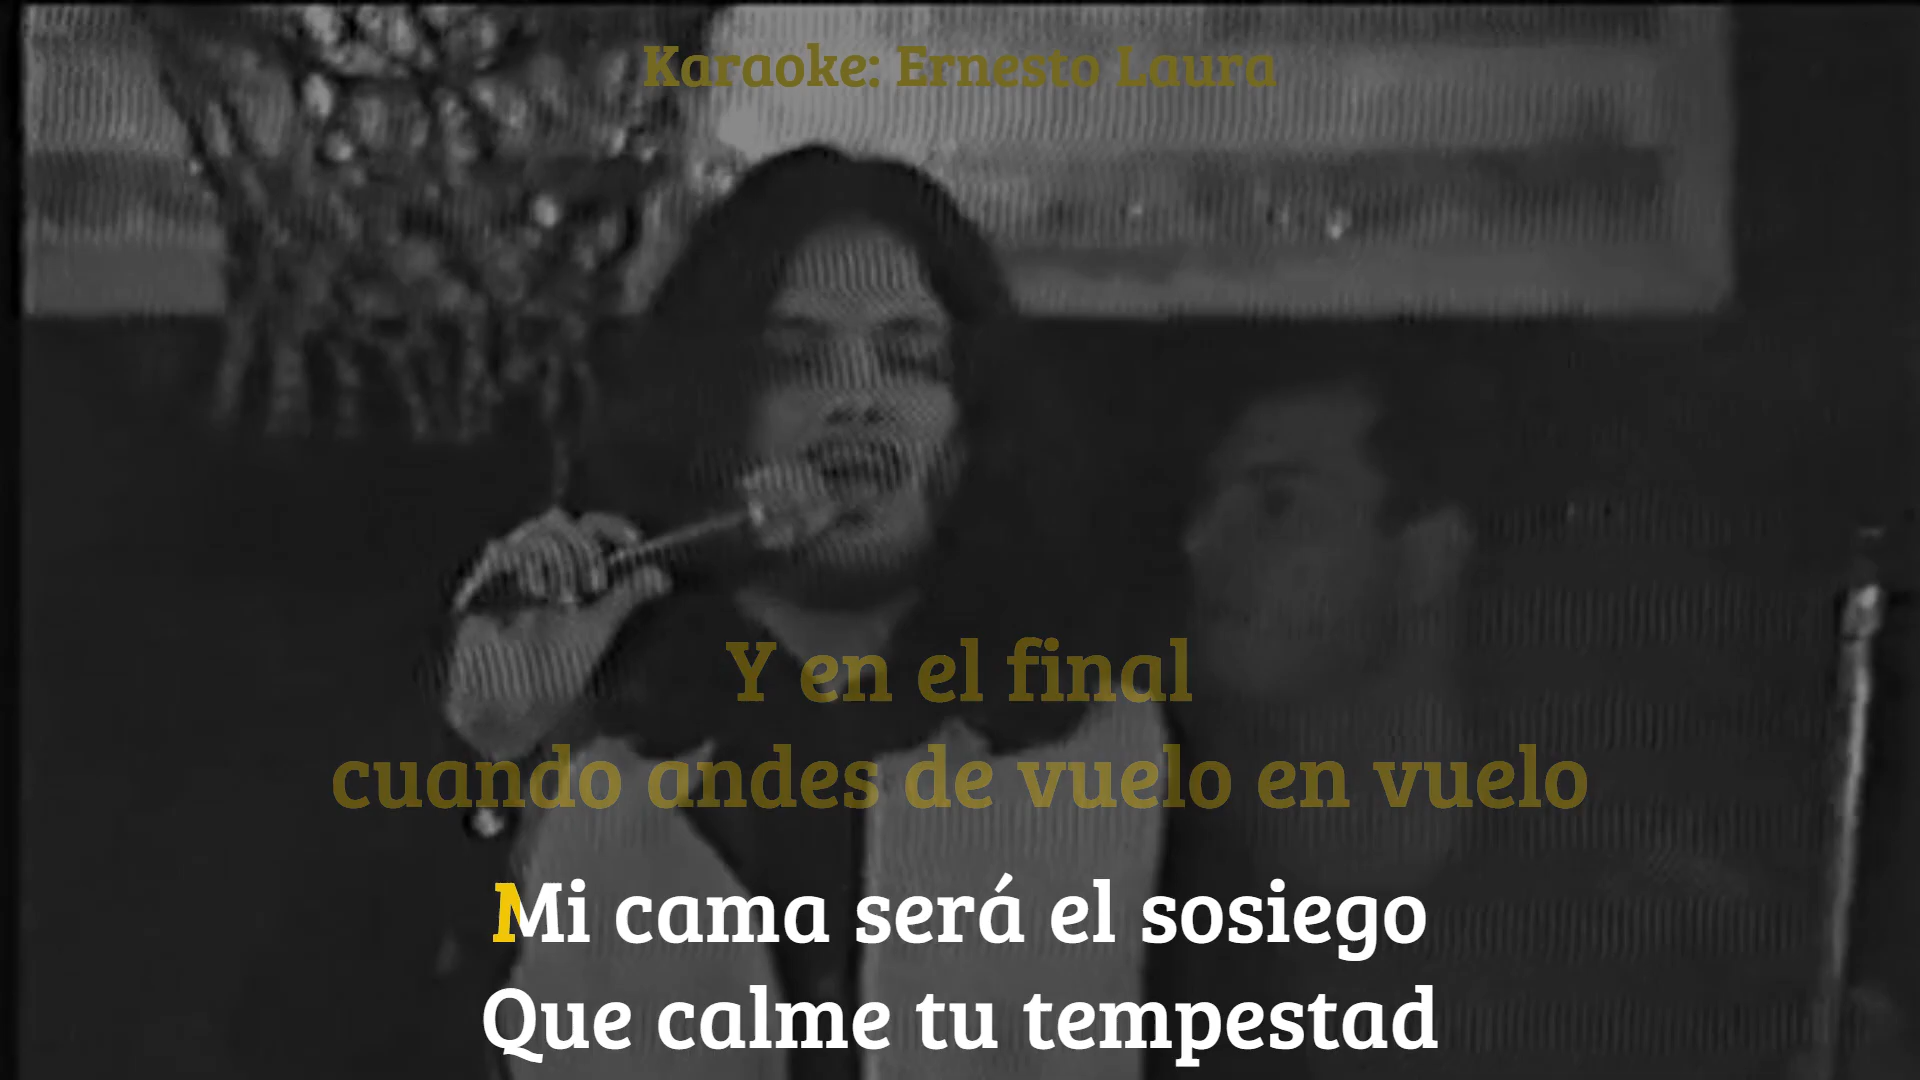 Karaoke: Ernesto Laura
Y en el final
cuando andes de vuelo en vuelo
Mi cama será el sosiego
Que calme tu tempestad